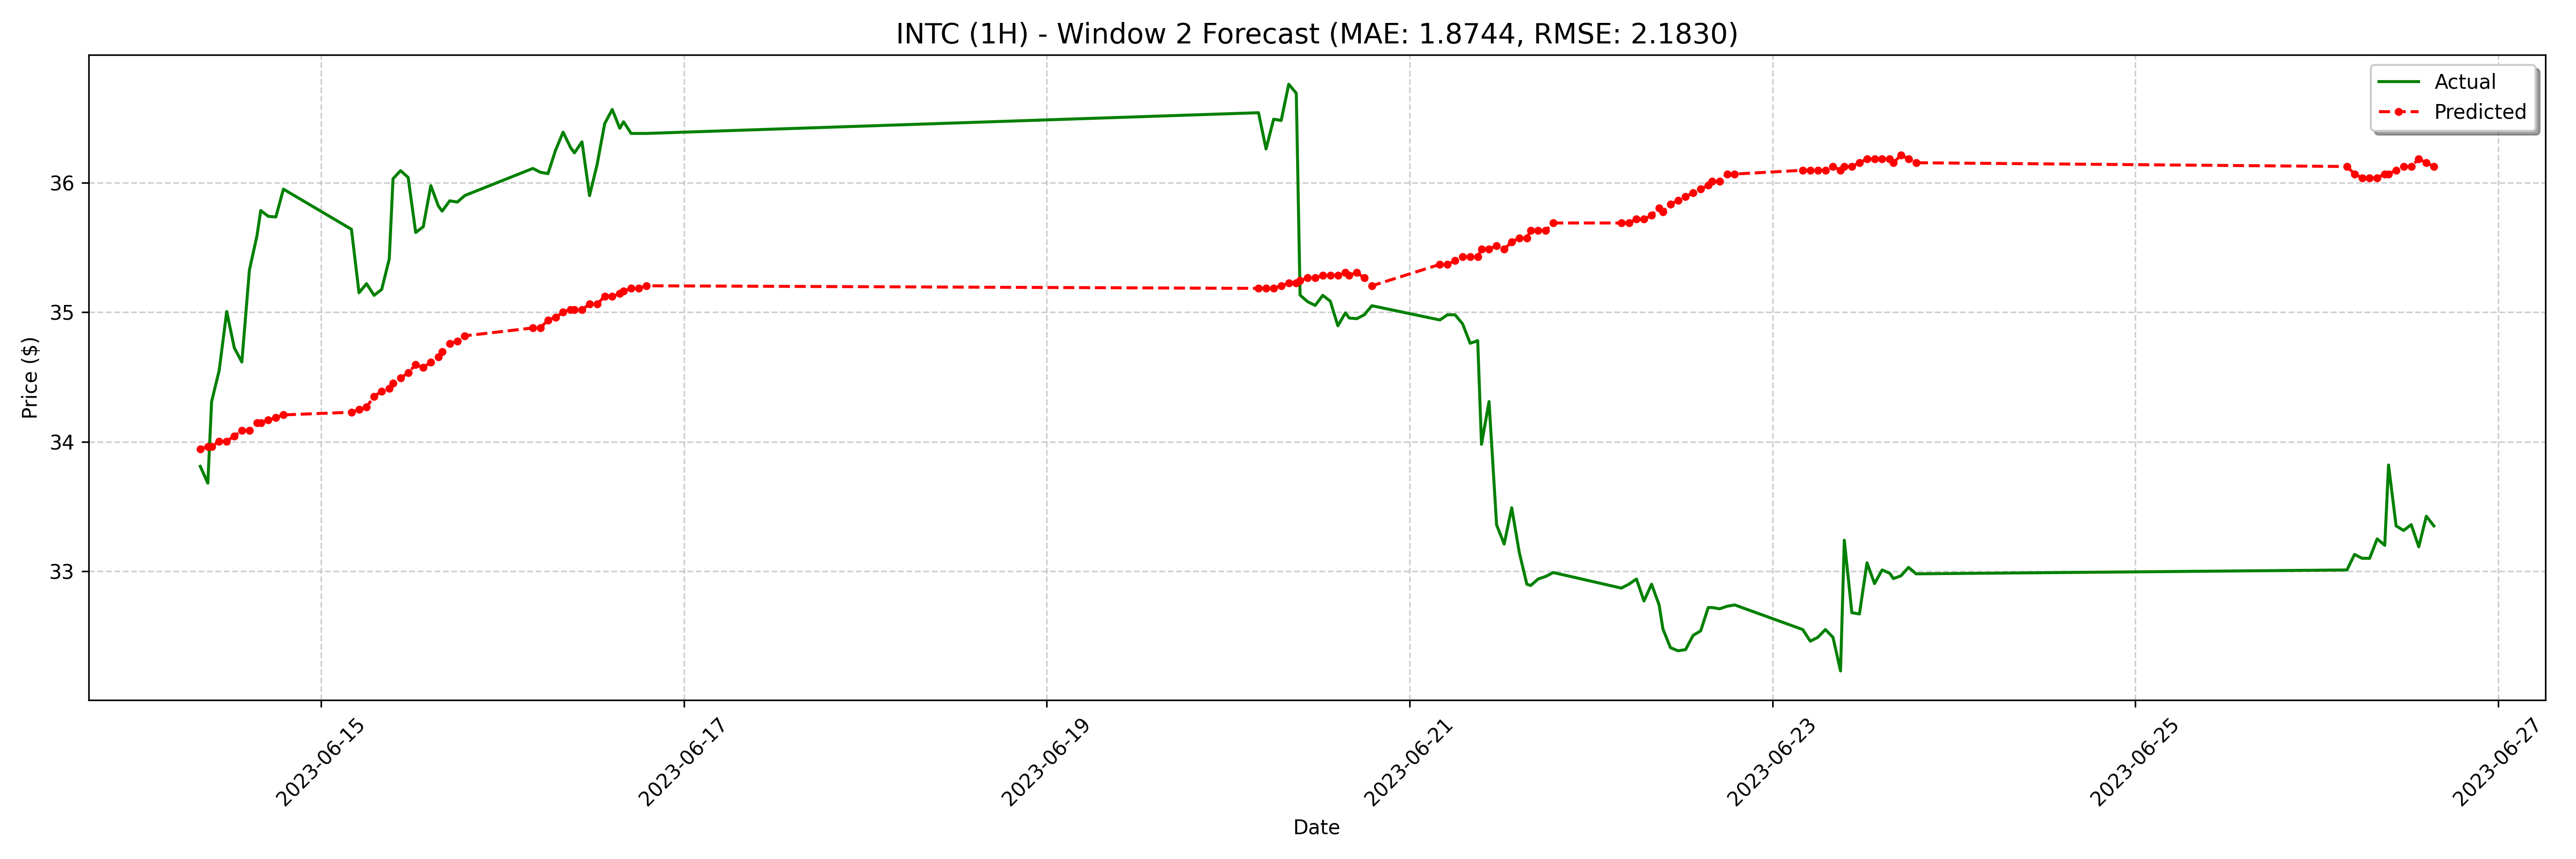 INTC (1H) - Window 2 Forecast (MAE: 1.8744, RMSE: 2.1830)
Actual
Predicted
Price ($)
36
35
34
33
2023-06-15
2023-06-17
2023-06-19
2023-06-21
2023-06-23
2023-06-25
2023-06-27
Date